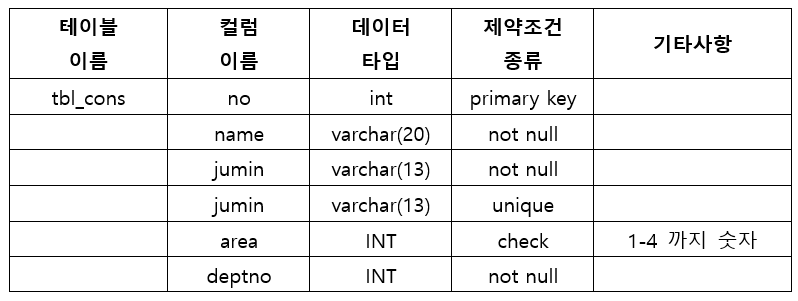 테이블 이름 컬럼 이름 데이터 타입 제약조건 종류 기타사항
tbl_cons no int primary key
name varchar(20) not null
jumin varchar(13) not null
jumin varchar(13) unique
area INT check 1-4 까지 숫자
deptno INT not null